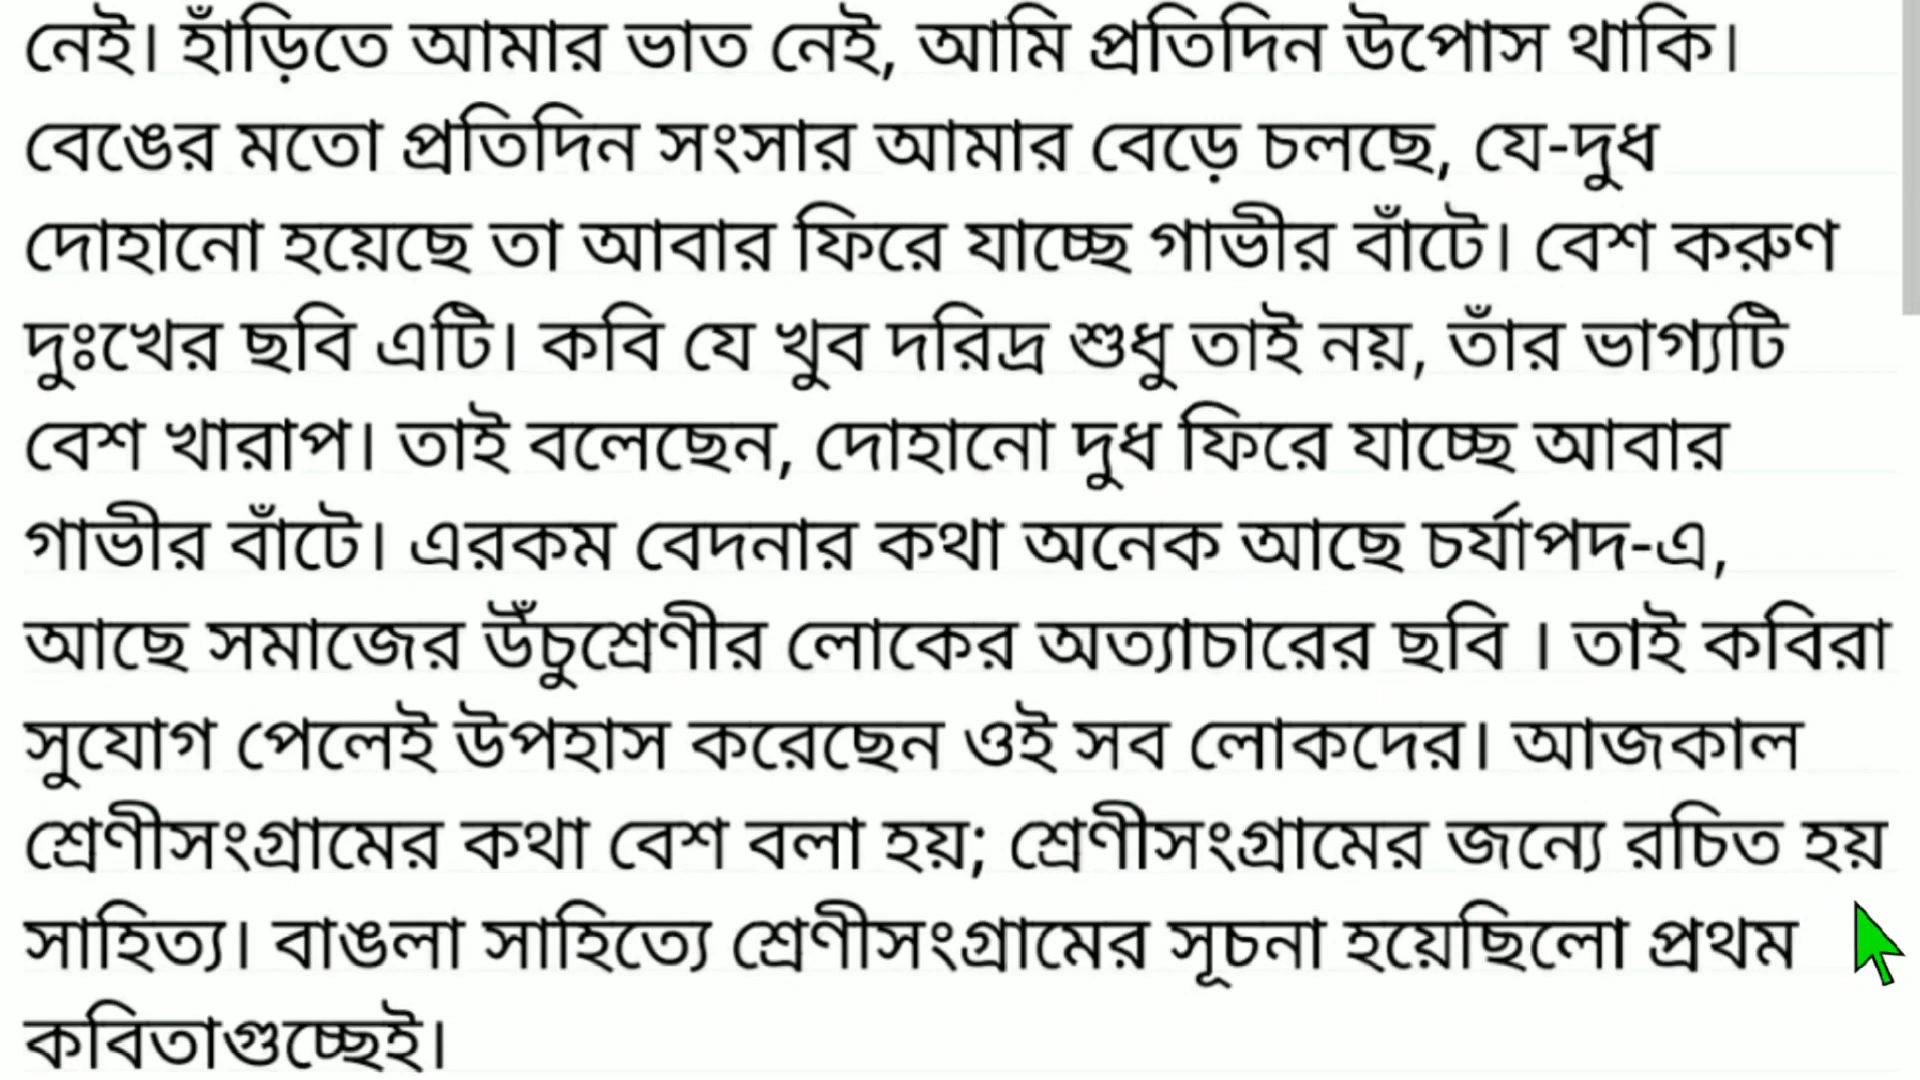 নেই। হাঁড়িতে আমার ভাত নেই, আমি প্রতিদিন উপোস থাকি।
বেঙের মতো প্রতিদিন সংসার আমার বেড়ে চলছে, যে-দুধ
দোহানো হয়েছে তা আবার ফিরে যাচ্ছে গাভীর বাঁটে। বেশ করুণ
দুঃখের ছবি এটি। কবি যে খুব দরিদ্র শুধু তাই নয়, তাঁর ভাগ্যটি
বেশ খারাপ। তাই বলেছেন, দোহানো দুধ ফিরে যাচ্ছে আবার
গাভীর বাঁটে। এরকম বেদনার কথা অনেক আছে চর্যাপদ-এ,
আছে সমাজের উঁচুশ্রেণীর লোকের অত্যাচারের ছবি । তাই কবিরা
সুযোগ পেলেই উপহাস করেছেন ওই সব লোকদের। আজকাল
শ্রেণীসংগ্রামের কথা বেশ বলা হয়; শ্রেণীসংগ্রামের জন্যে রচিত হয়
সাহিত্য। বাঙলা সাহিত্যে শ্রেণীসংগ্রামের সূচনা হয়েছিলো প্রথম
কবিতাগুচ্ছেই।